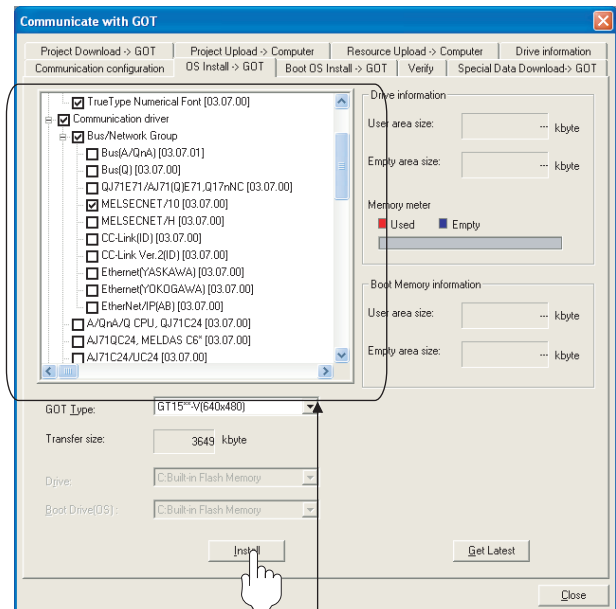 Communicate with GOT
Project Download -> GOT
Project Upload -> Computer
Resource Upload -> Computer
Drive information
Communication configuration
OS Install -> GOT
Boot OS Install -> GOT
Verify
Special Data Download-> GOT
TrueType Numerical Font [03.07.00]
Communication driver
Bus/Network Group
Bus(A/QnA) [03.07.01]
Bus(Q) [03.07.00]
QJ71E71/AJ71(Q)E71,Q17nNC [03.07.00]
MELSECNET/10 [03.07.00]
MELSECNET/H [03.07.00]
CC-Link(ID) [03.07.00]
CC-Link Ver.2(ID) [03.07.00]
Ethernet(YASKAWA) [03.07.00]
Ethernet(YOKOGAWA) [03.07.00]
EtherNet/IP(AB) [03.07.00]
A/QnA/Q CPU, QJ71C24 [03.07.00]
AJ71QC24, MELDAS C6* [03.07.00]
AJ71C24/UC24 [03.07.00]
Drive information
User area size: --- kbyte
Empty area size: --- kbyte
Memory meter
Used Empty
Boot Memory information
User area size: --- kbyte
Empty area size: --- kbyte
GOT Type: GT15**-V(640x480)
Transfer size: 3649 kbyte
Drive: C:Built-in Flash Memory
Boot Drive(OS) : C:Built-in Flash Memory
Install
Get Latest
Close